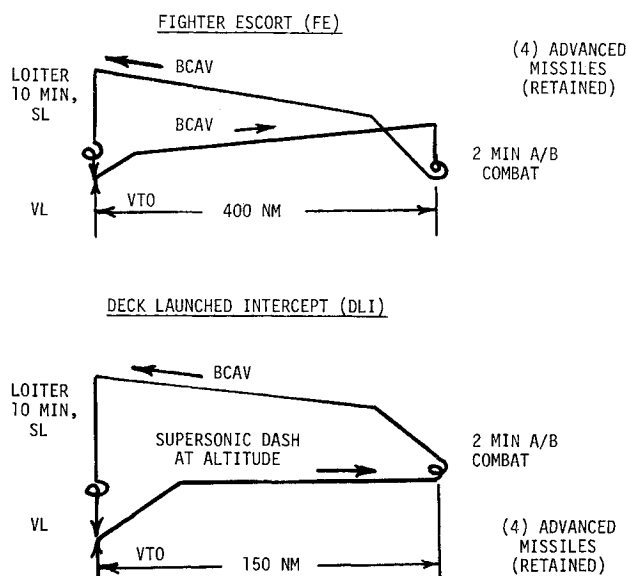 FIGHTER ESCORT (FE)
(4) ADVANCED
MISSILES
(RETAINED)
LOITER
10 MIN,
SL
BCAV
BCAV
2 MIN A/B
COMBAT
VL
VTO
400 NM
DECK LAUNCHED INTERCEPT (DLI)
LOITER
10 MIN,
SL
BCAV
SUPERSONIC DASH
AT ALTITUDE
2 MIN A/B
COMBAT
VL
VTO
150 NM
(4) ADVANCED
MISSILES
(RETAINED)